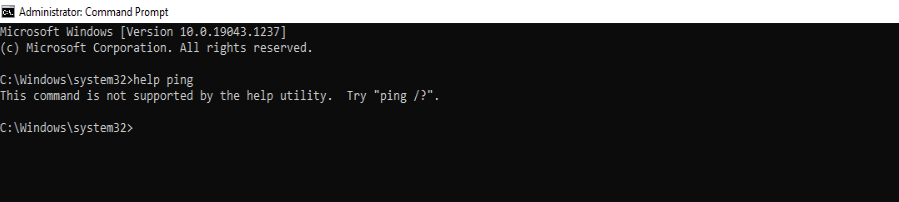 Administrator: Command Prompt
Microsoft Windows [Version 10.0.19043.1237]
(c) Microsoft Corporation. All rights reserved.
C:\Windows\system32>help ping
This command is not supported by the help utility.  Try "ping /?".
C:\Windows\system32>